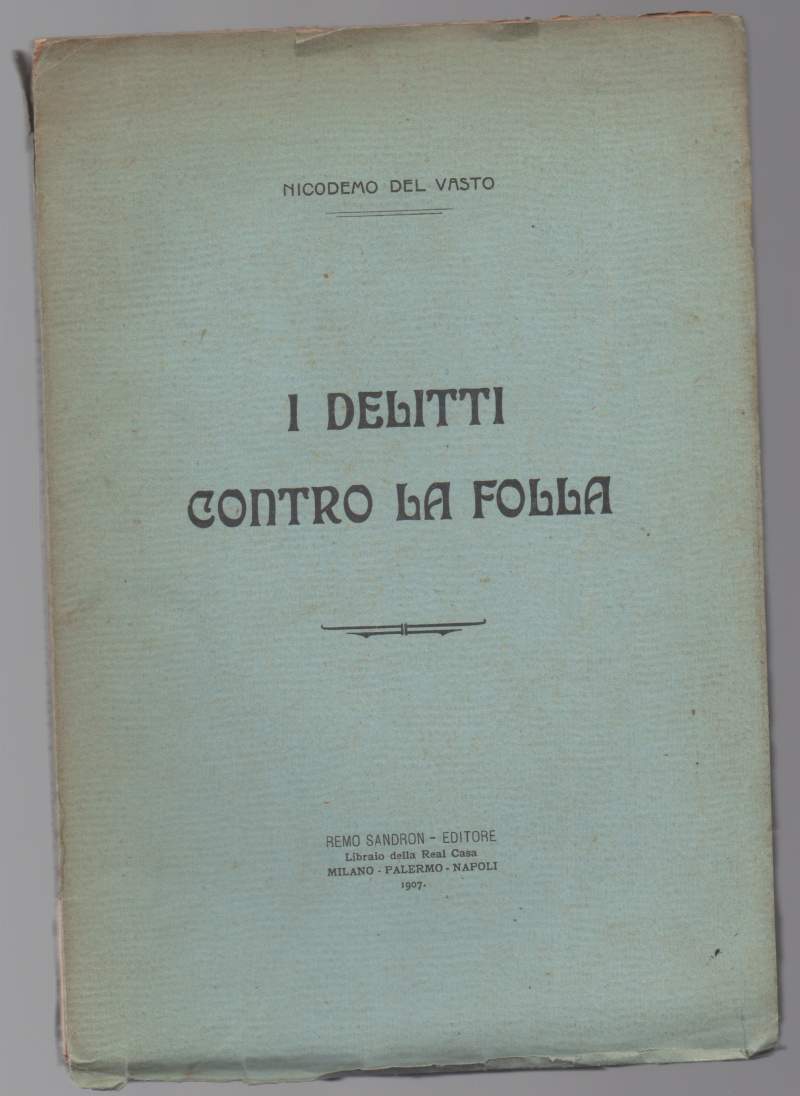 NICODEMO DEL VASTO
I DELITTI
CONTRO LA FOLLA
REMO SANDRON - EDITORE
Libraio della Real Casa
MILANO - PALERMO - NAPOLI
1907.